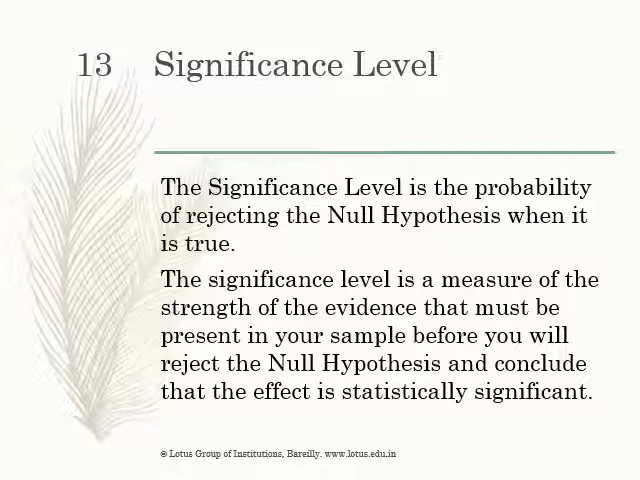 13 Significance Level
The Significance Level is the probability
of rejecting the Null Hypothesis when it
is true.
The significance level is a measure of the
strength of the evidence that must be
present in your sample before you will
reject the Null Hypothesis and conclude
that the effect is statistically significant.
© Lotus Group of Institutions, Bareilly. www.lotus.edu.in